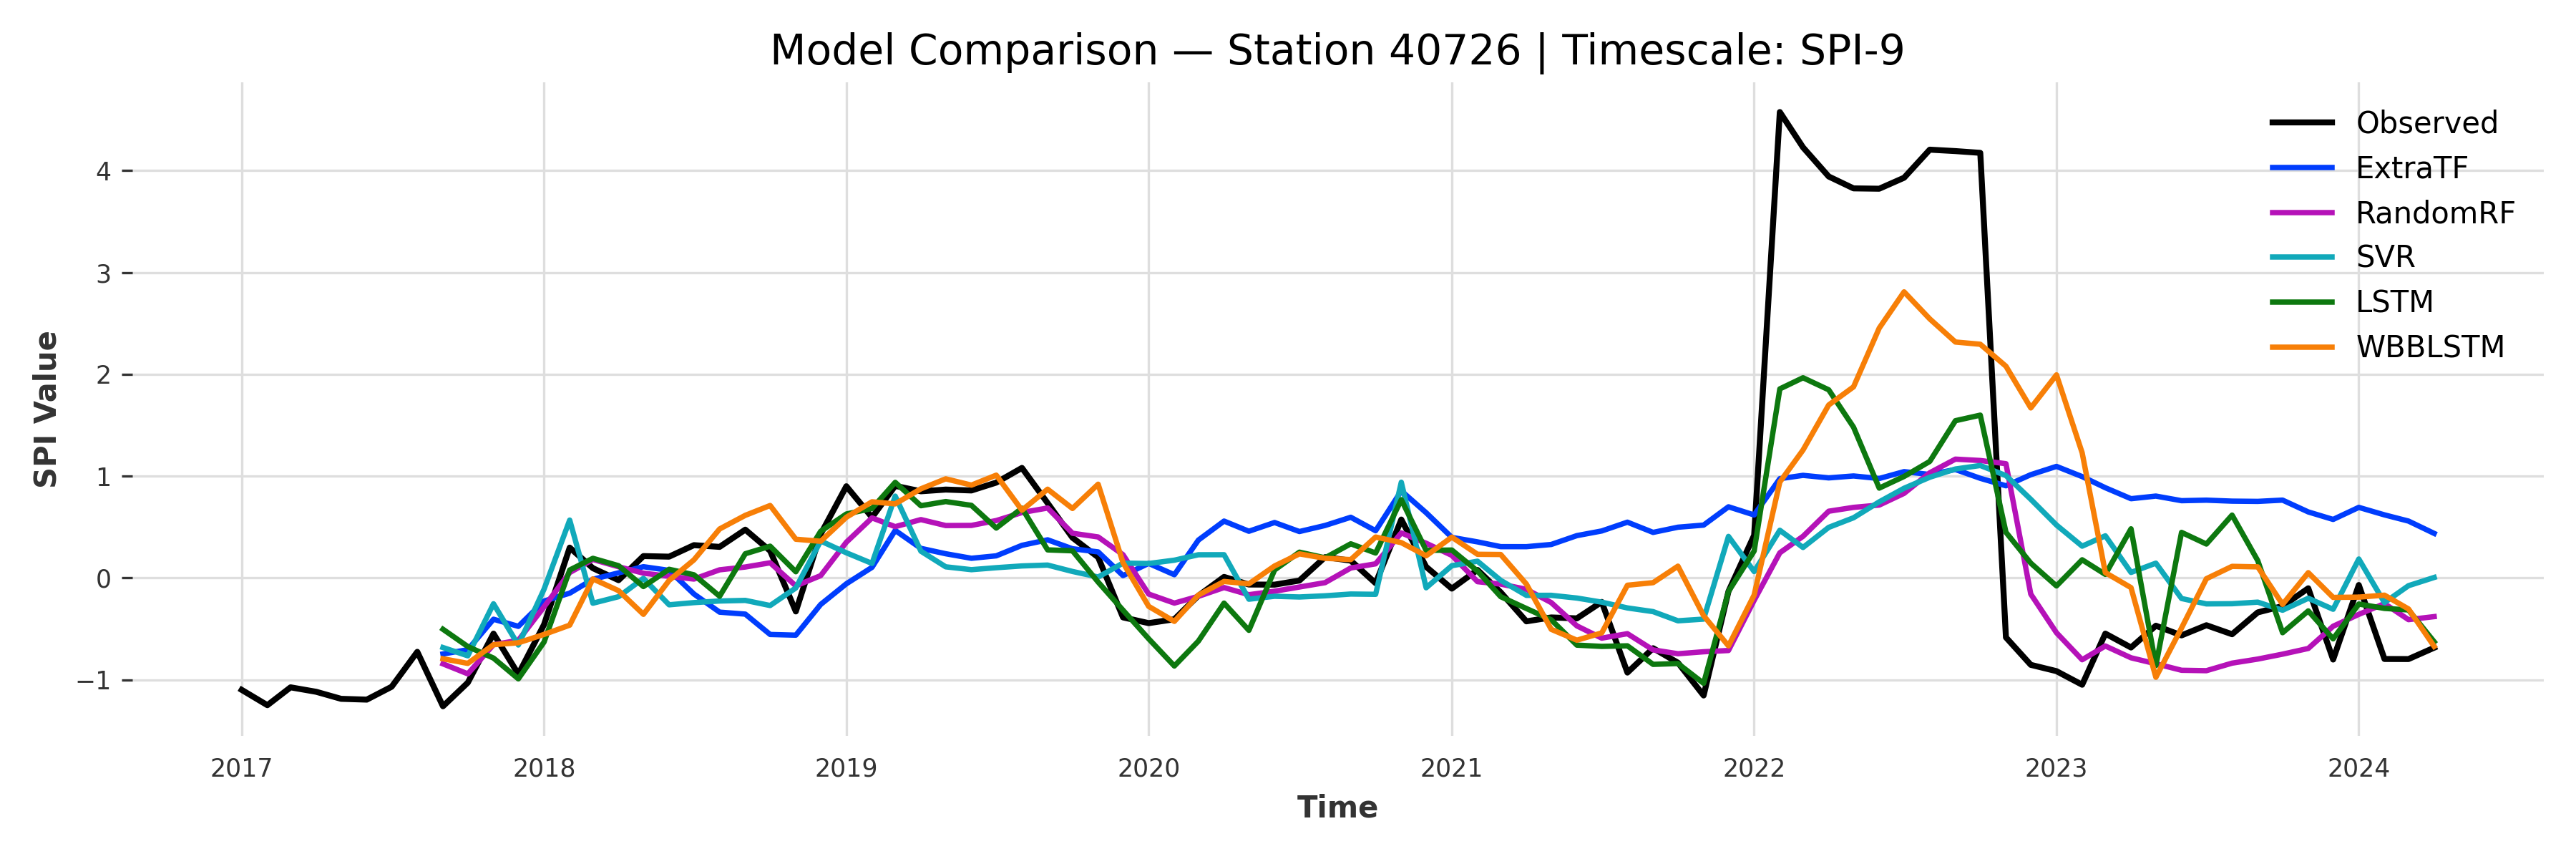 Model Comparison — Station 40726 | Timescale: SPI-9
SPI Value
4
3
2
1
0
−1
2017 2018 2019 2020 2021 2022 2023 2024
Time
Observed
ExtraTF
RandomRF
SVR
LSTM
WBBLSTM